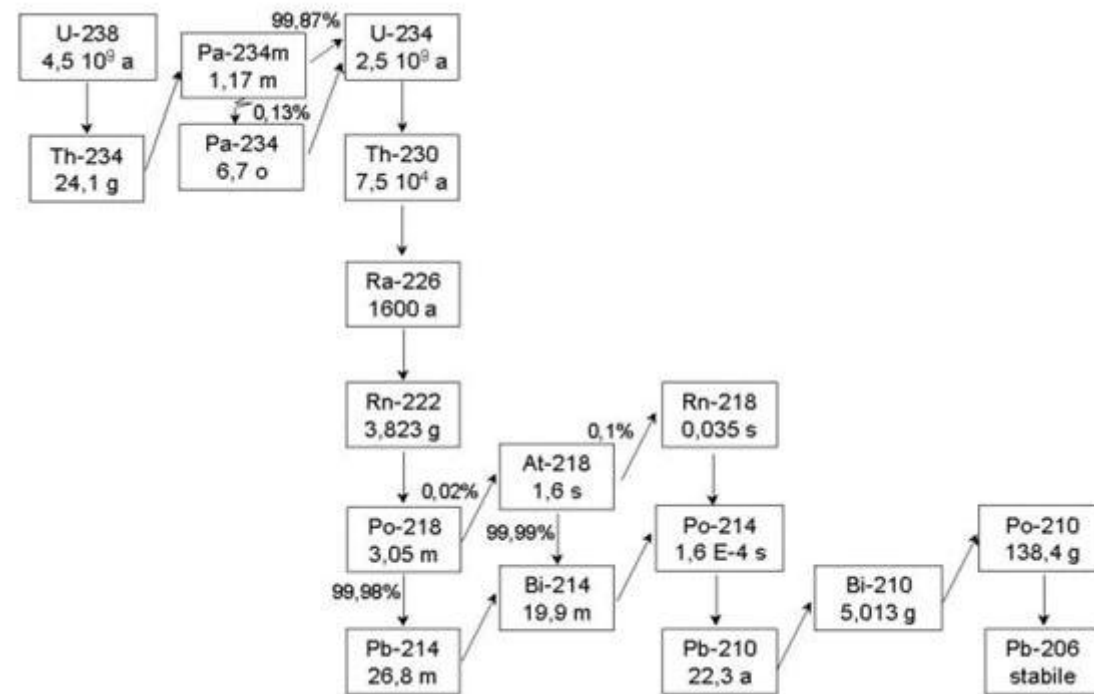 99,87%
U-238
4,5 10⁹ a
Pa-234m
1,17 m
U-234
2,5 10⁹ a
0,13%
Th-234
24,1 g
Pa-234
6,7 o
Th-230
7,5 10⁴ a
Ra-226
1600 a
Rn-222
3,823 g
Rn-218
0,035 s
0,1%
At-218
1,6 s
0,02%
Po-218
3,05 m
99,99%
Po-214
1,6 E-4 s
Po-210
138,4 g
99,98%
Bi-214
19,9 m
Bi-210
5,013 g
Pb-214
26,8 m
Pb-210
22,3 a
Pb-206
stabile